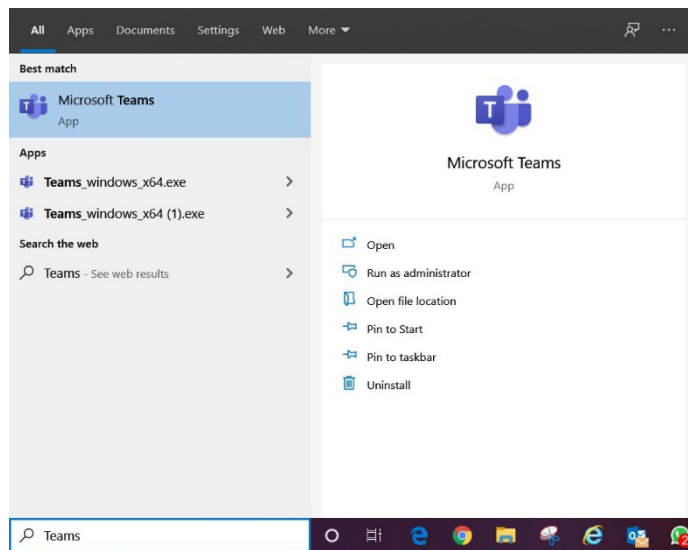 All Apps Documents Settings Web More
Best match
Microsoft Teams
App
Apps
Teams_windows_x64.exe
Teams_windows_x64 (1).exe
Search the web
Teams - See web results
Microsoft Teams
App
Open
Run as administrator
Open file location
Pin to Start
Pin to taskbar
Uninstall
Teams